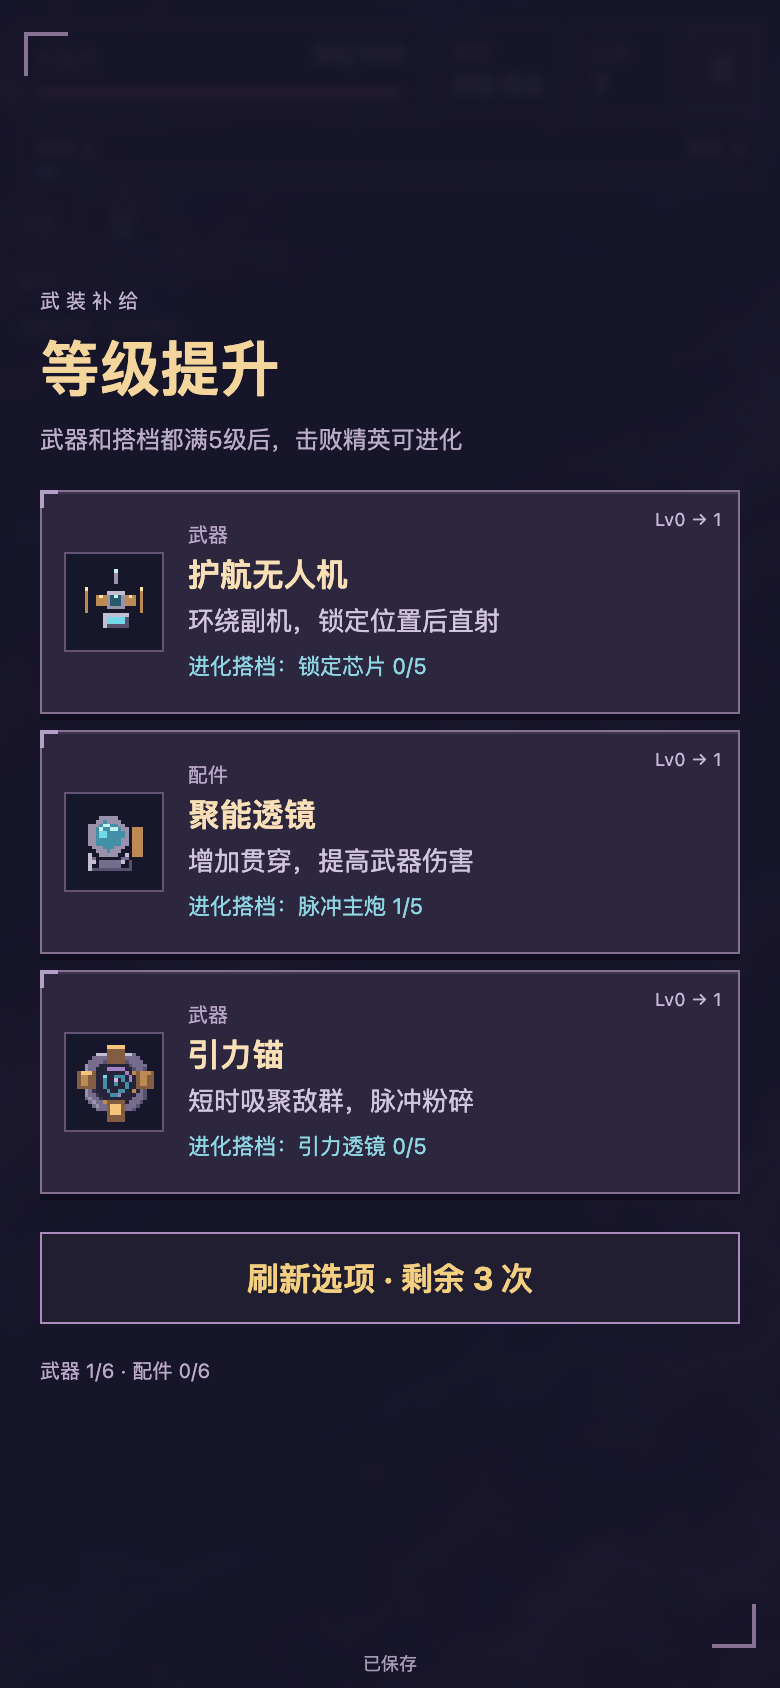 武装补给
等级提升
武器和搭档都满5级后，击败精英可进化
Lv0 → 1
武器
护航无人机
环绕副机，锁定位置后直射
进化搭档：锁定芯片 0/5
Lv0 → 1
配件
聚能透镜
增加贯穿，提高武器伤害
进化搭档：脉冲主炮 1/5
Lv0 → 1
武器
引力锚
短时吸聚敌群，脉冲粉碎
进化搭档：引力透镜 0/5
刷新选项 · 剩余 3 次
武器 1/6 · 配件 0/6
已保存